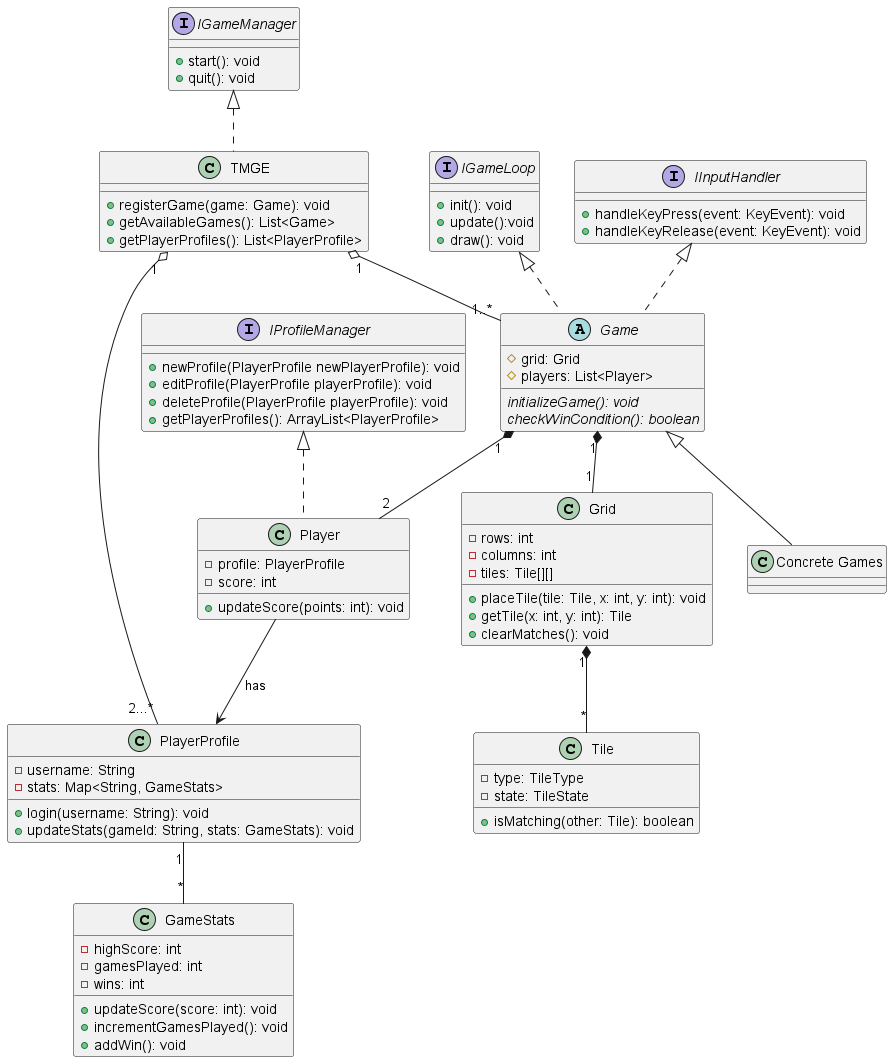 I IGameManager
start(): void
quit(): void
C TMGE
registerGame(game: Game): void
getAvailableGames(): List<Game>
getPlayerProfiles(): List<PlayerProfile>
I IGameLoop
init(): void
update():void
draw(): void
I IInputHandler
handleKeyPress(event: KeyEvent): void
handleKeyRelease(event: KeyEvent): void
1
1
1..*
I IProfileManager
newProfile(PlayerProfile newPlayerProfile): void
editProfile(PlayerProfile playerProfile): void
deleteProfile(PlayerProfile playerProfile): void
getPlayerProfiles(): ArrayList<PlayerProfile>
A Game
grid: Grid
players: List<Player>
initializeGame(): void
checkWinCondition(): boolean
1
1
2
1
C Player
profile: PlayerProfile
score: int
updateScore(points: int): void
C Grid
rows: int
columns: int
tiles: Tile[][]
placeTile(tile: Tile, x: int, y: int): void
getTile(x: int, y: int): Tile
clearMatches(): void
C Concrete Games
has
1
2...*
*
C PlayerProfile
username: String
stats: Map<String, GameStats>
login(username: String): void
updateStats(gameId: String, stats: GameStats): void
C Tile
type: TileType
state: TileState
isMatching(other: Tile): boolean
1
*
C GameStats
highScore: int
gamesPlayed: int
wins: int
updateScore(score: int): void
incrementGamesPlayed(): void
addWin(): void